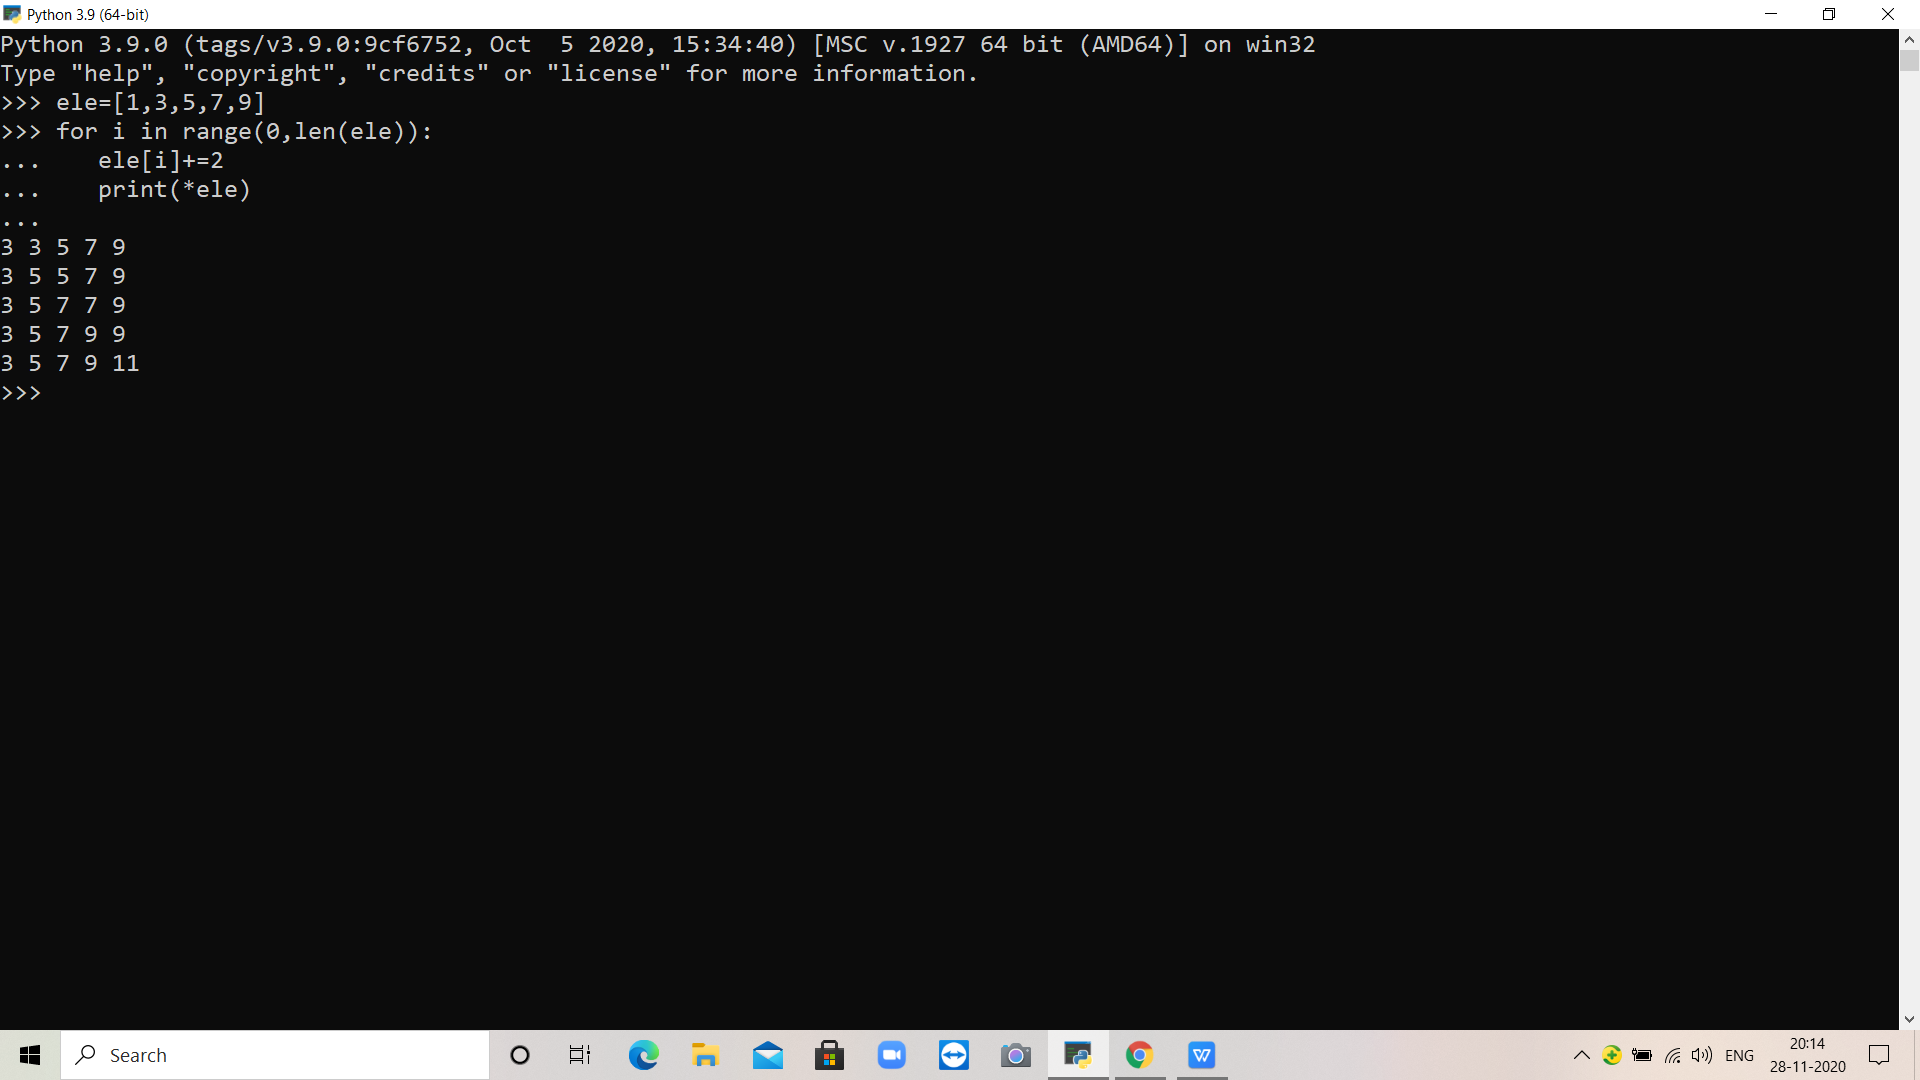 Python 3.9 (64-bit)
Python 3.9.0 (tags/v3.9.0:9cf6752, Oct  5 2020, 15:34:40) [MSC v.1927 64 bit (AMD64)] on win32
Type "help", "copyright", "credits" or "license" for more information.
>>> ele=[1,3,5,7,9]
>>> for i in range(0,len(ele)):
...    ele[i]+=2
...    print(*ele)
...
3 3 5 7 9
3 5 5 7 9
3 5 7 7 9
3 5 7 9 9
3 5 7 9 11
>>>
Search
ENG
20:14
28-11-2020